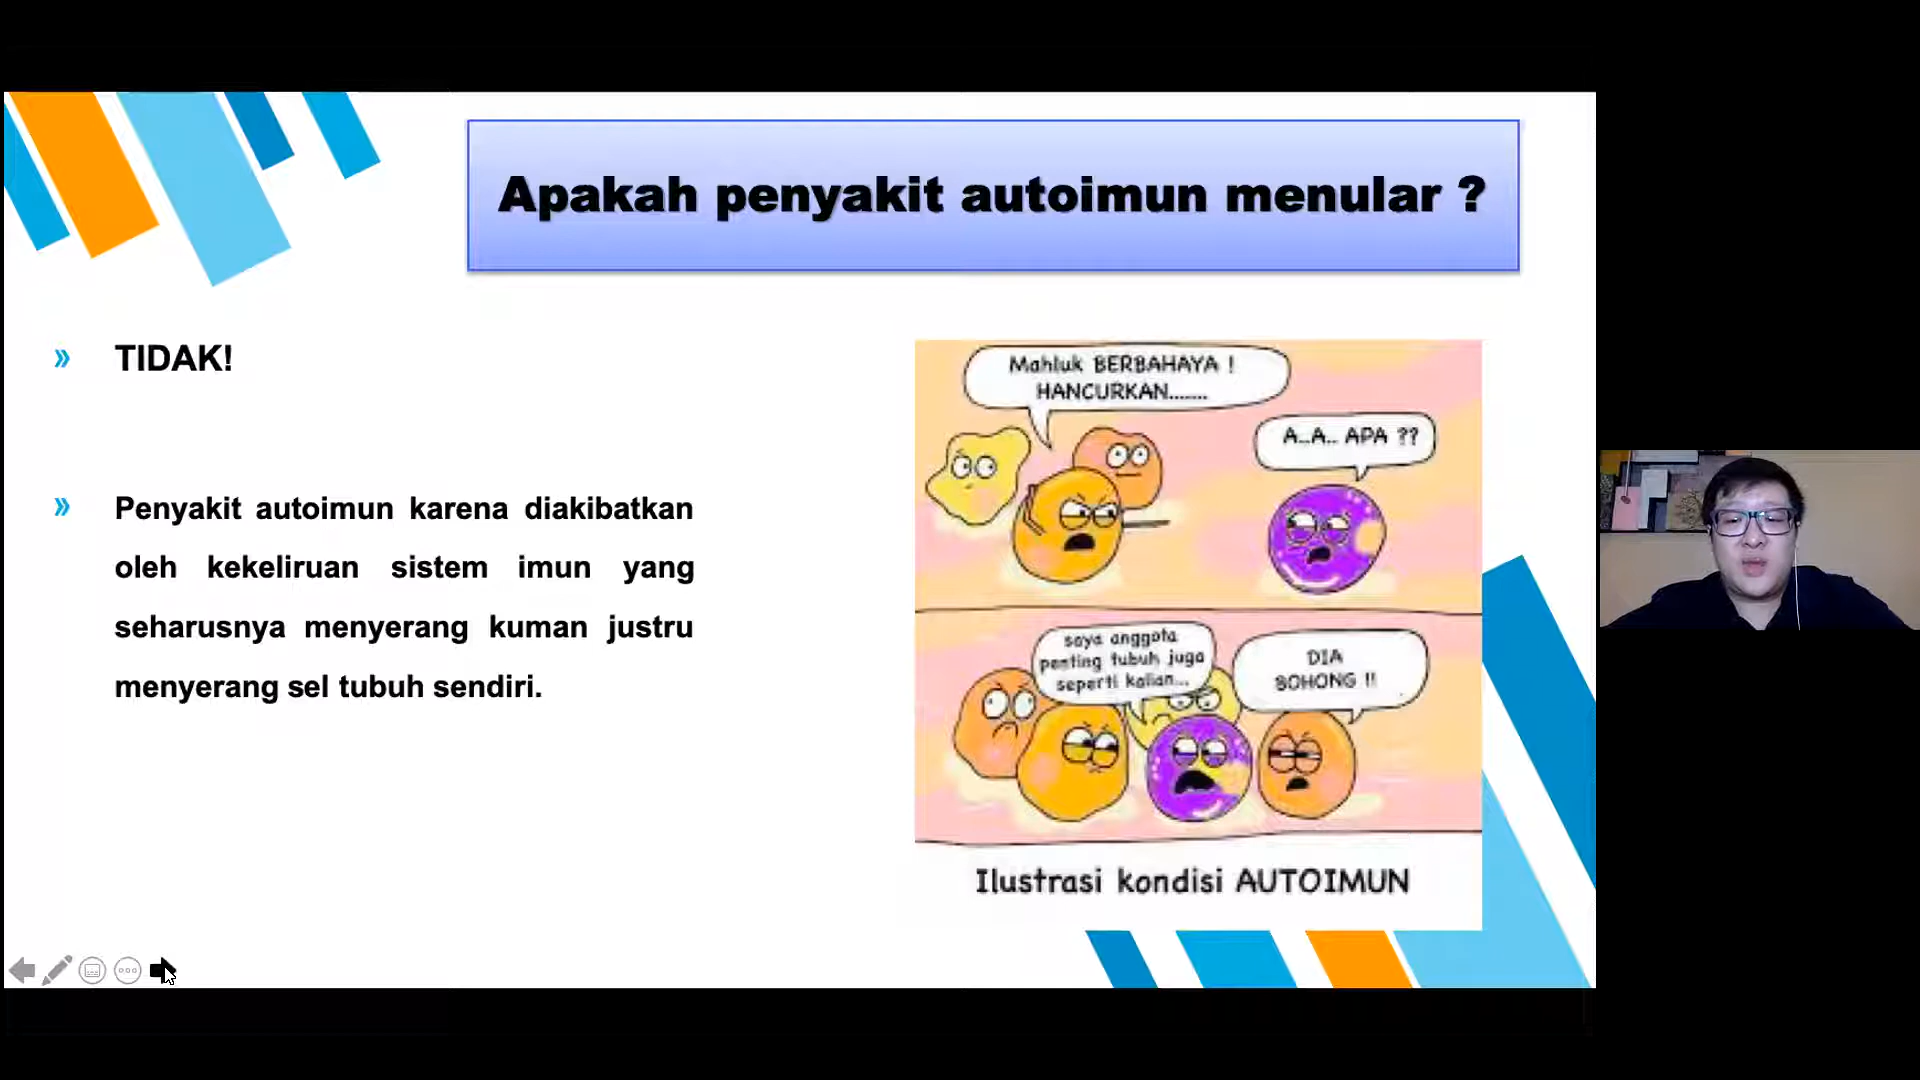 Apakah penyakit autoimun menular ?
» TIDAK!
» Penyakit autoimun karena diakibatkan
oleh kekeliruan sistem imun yang
seharusnya menyerang kuman justru
menyerang sel tubuh sendiri.
Mahluk BERBAHAYA !
HANCURKAN.......
A..A.. APA ??
saya anggota
penting tubuh juga
seperti kalian...
DIA
BOHONG !!
Ilustrasi kondisi AUTOIMUN